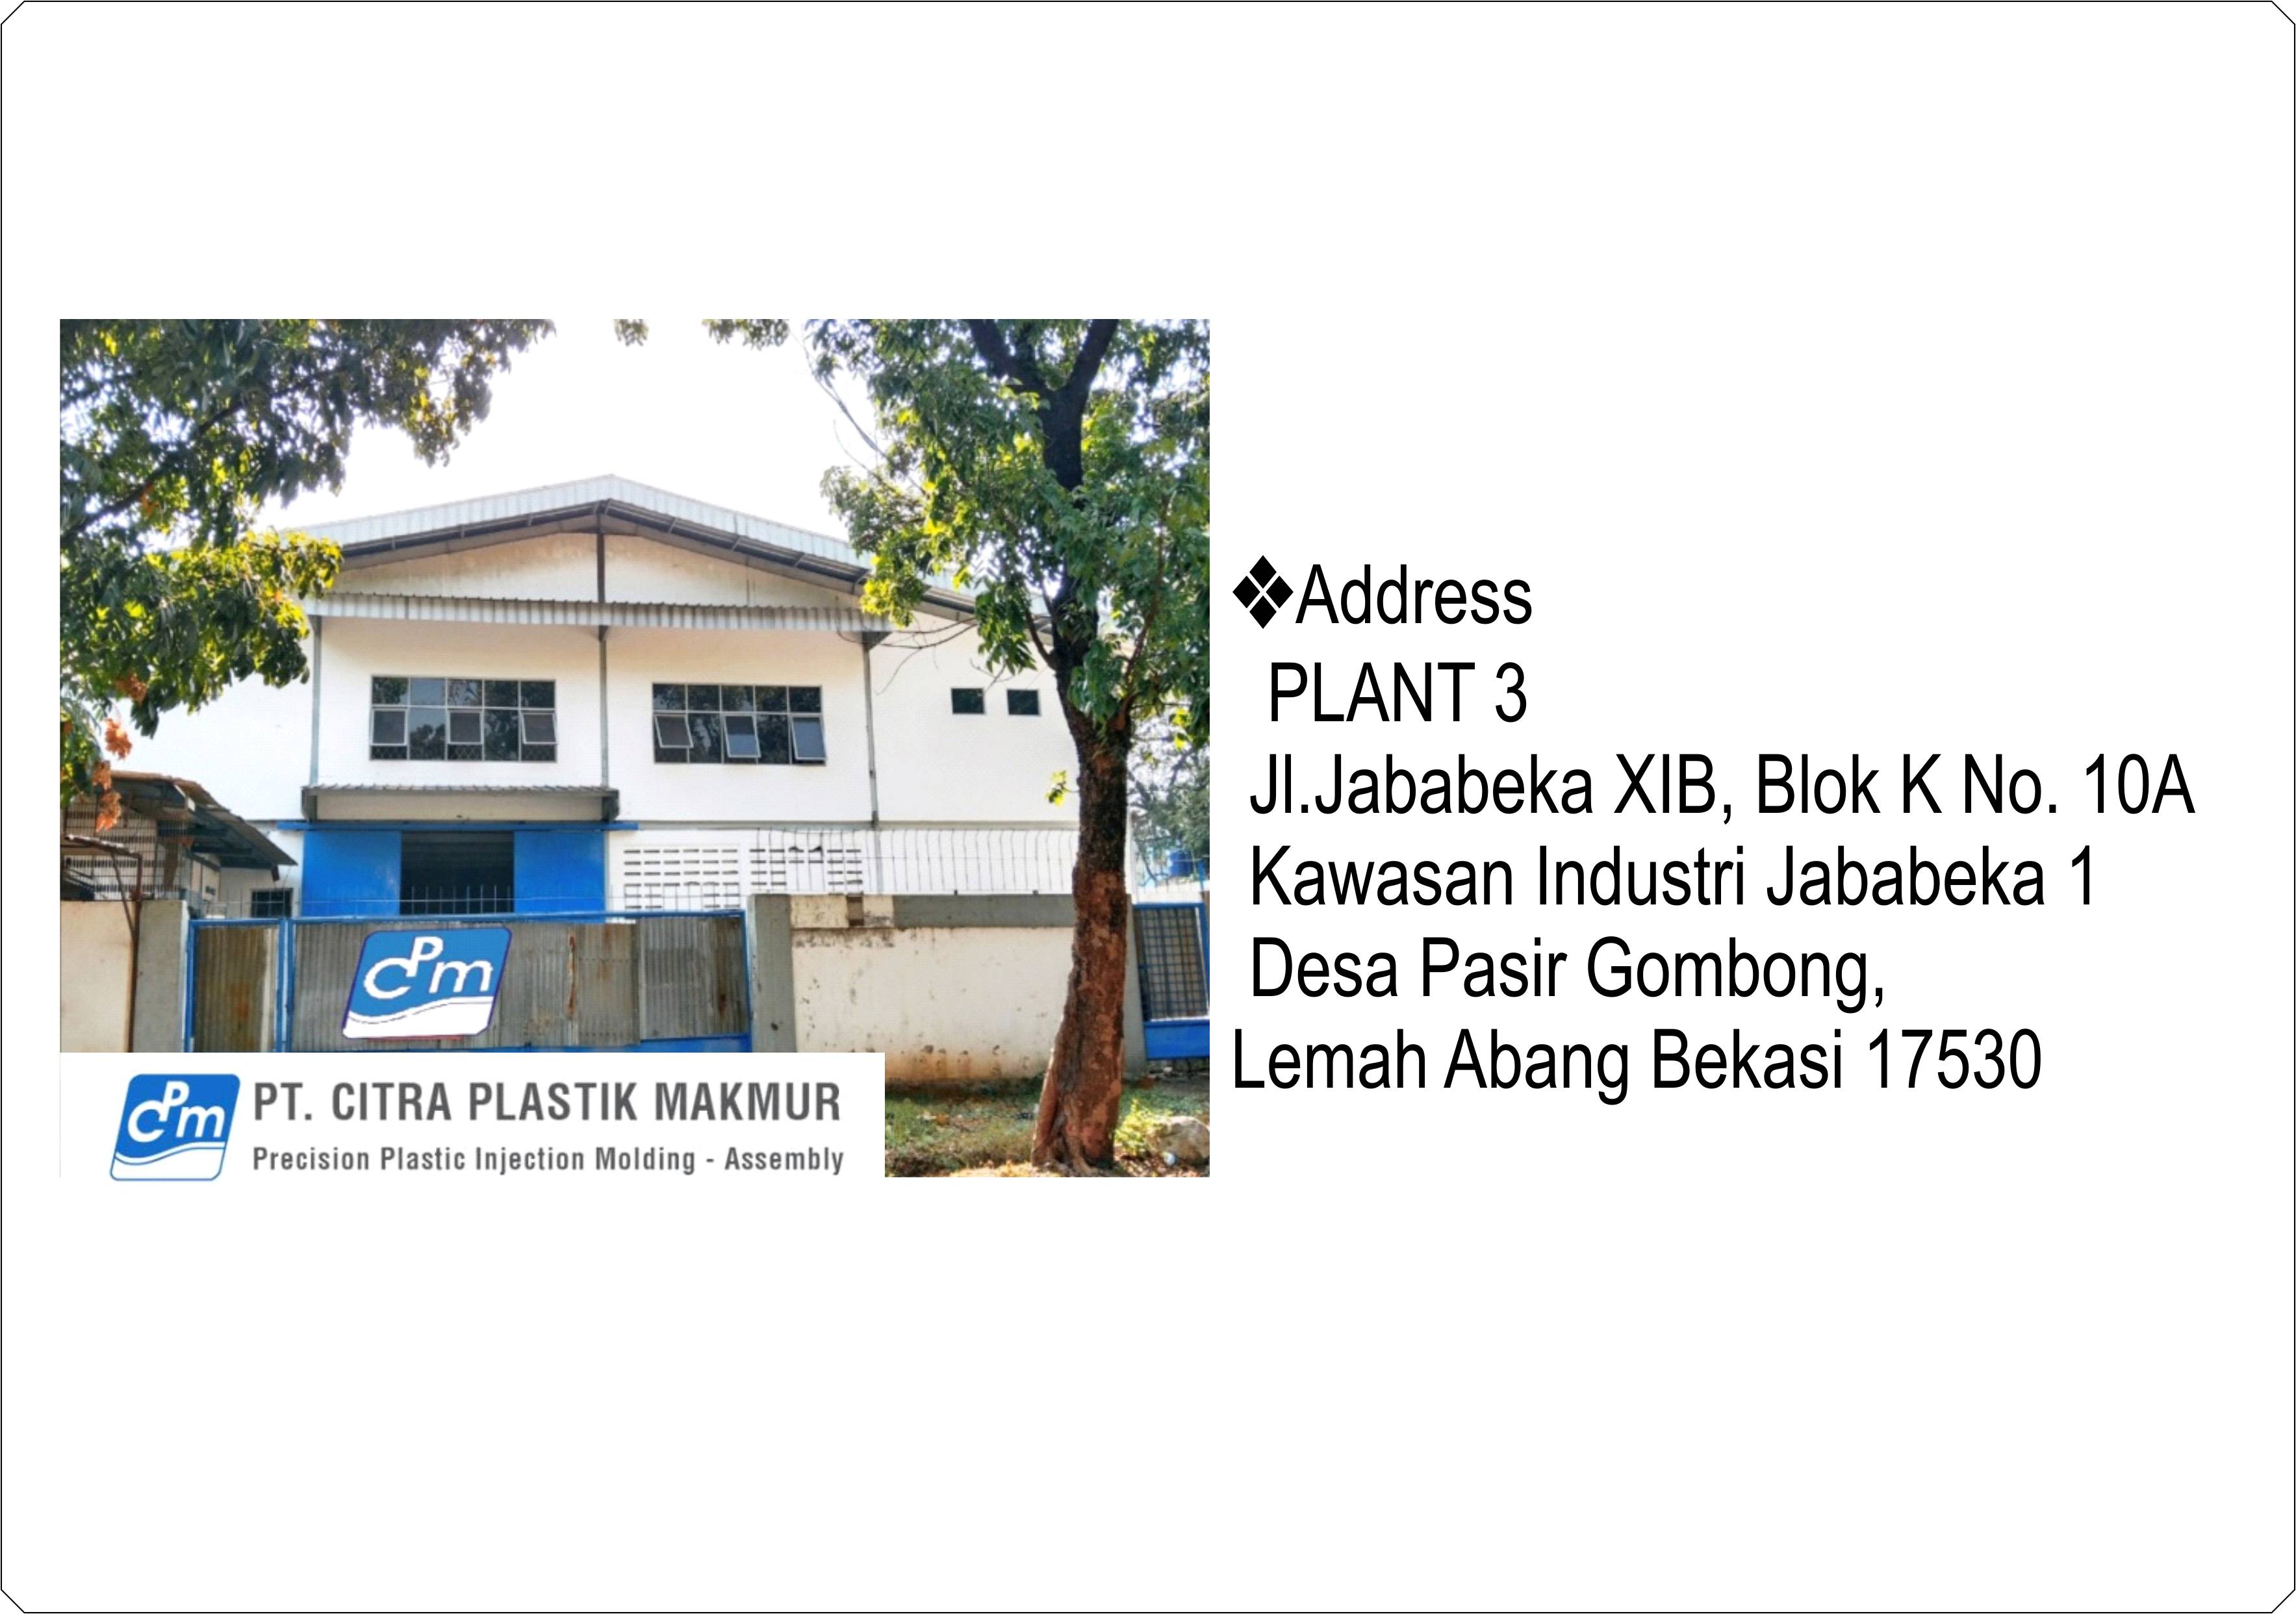 ❖Address
PLANT 3
Jl.Jababeka XIB, Blok K No. 10A
Kawasan Industri Jababeka 1
Desa Pasir Gombong,
Lemah Abang Bekasi 17530
CPm
CPm
PT. CITRA PLASTIK MAKMUR
Precision Plastic Injection Molding - Assembly